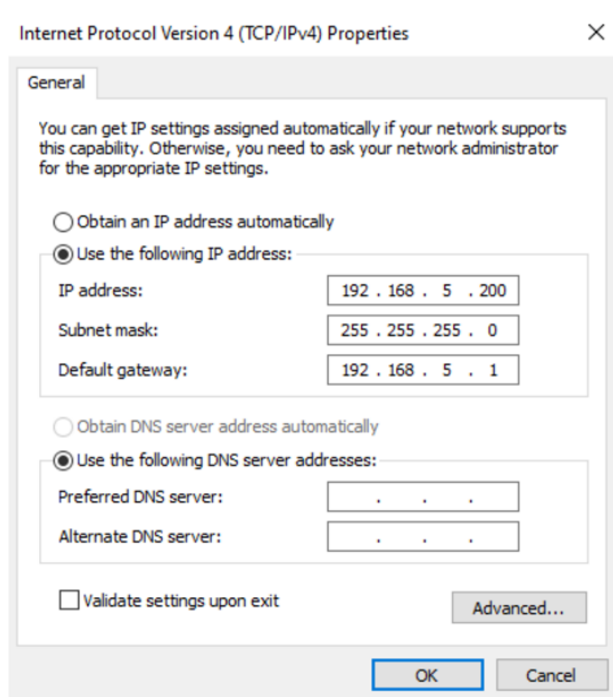 Internet Protocol Version 4 (TCP/IPv4) Properties
General
You can get IP settings assigned automatically if your network supports
this capability. Otherwise, you need to ask your network administrator
for the appropriate IP settings.
Obtain an IP address automatically
Use the following IP address:
IP address: 192 . 168 . 5 . 200
Subnet mask: 255 . 255 . 255 . 0
Default gateway: 192 . 168 . 5 . 1
Obtain DNS server address automatically
Use the following DNS server addresses:
Preferred DNS server: . . .
Alternate DNS server: . . .
Validate settings upon exit
Advanced...
OK Cancel